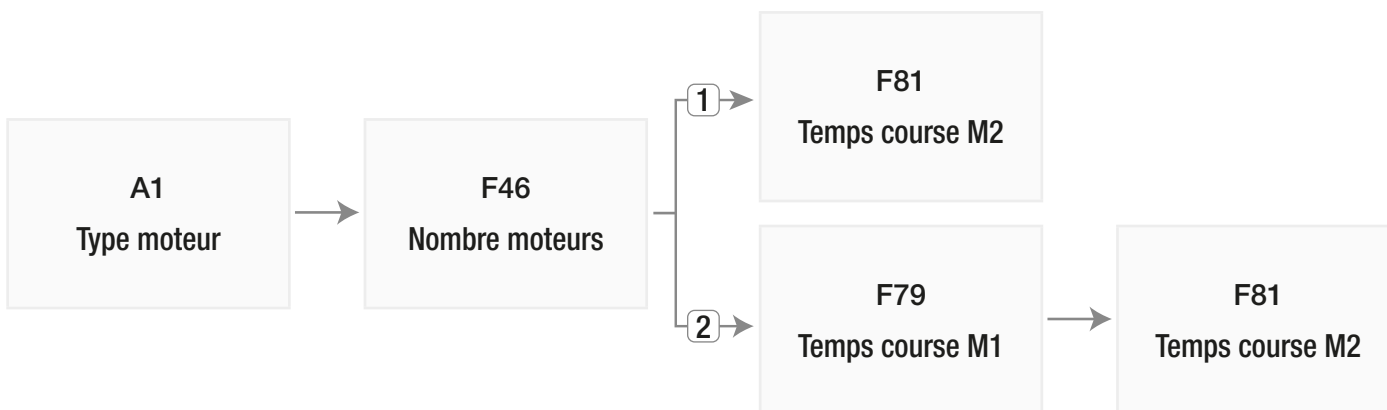 A1
Type moteur
F46
Nombre moteurs
1
F81
Temps course M2
2
F79
Temps course M1
F81
Temps course M2